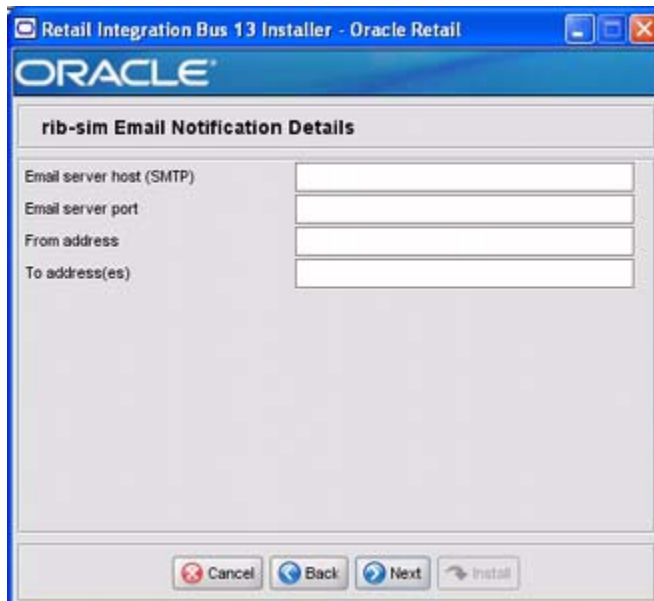 Retail Integration Bus 13 Installer - Oracle Retail
ORACLE
rib-sim Email Notification Details
Email server host (SMTP)
Email server port
From address
To address(es)
Cancel Back Next Install